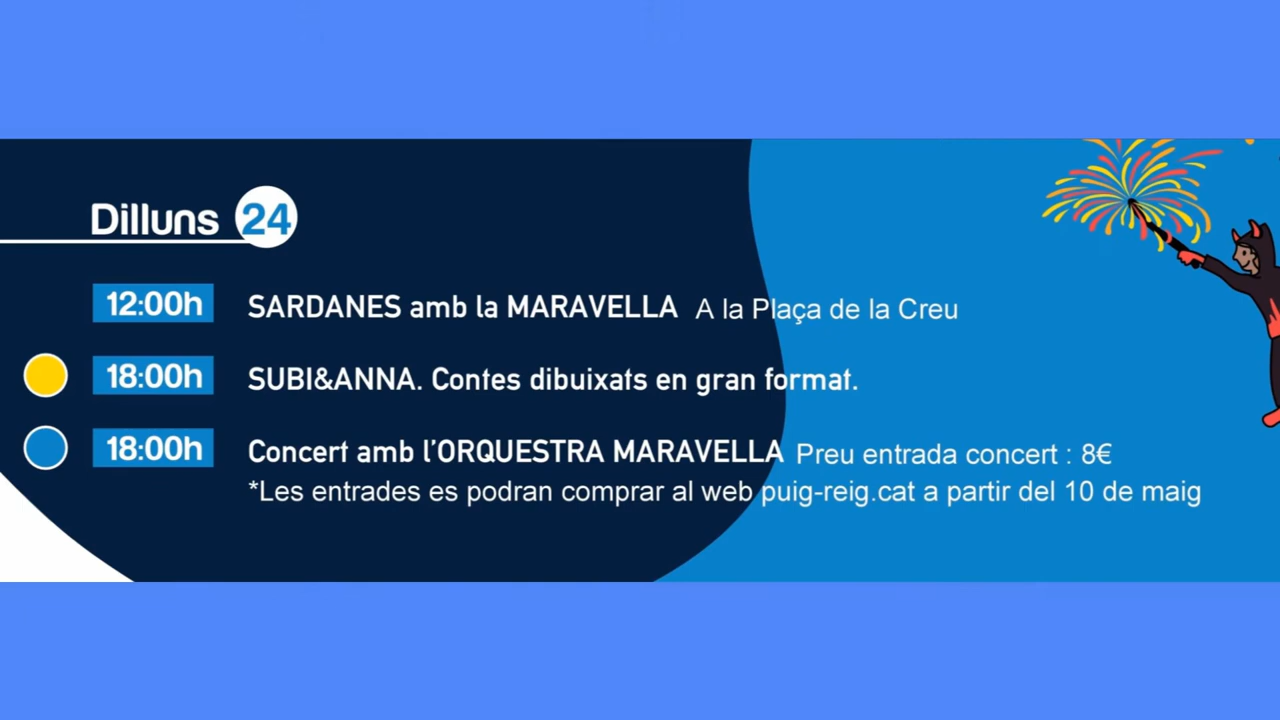 Dilluns 24
12:00h SARDANES amb la MARAVELLA A la Plaça de la Creu
18:00h SUBI&ANNA. Contes dibuixats en gran format.
18:00h Concert amb l'ORQUESTRA MARAVELLA Preu entrada concert : 8€
*Les entrades es podran comprar al web puig-reig.cat a partir del 10 de maig